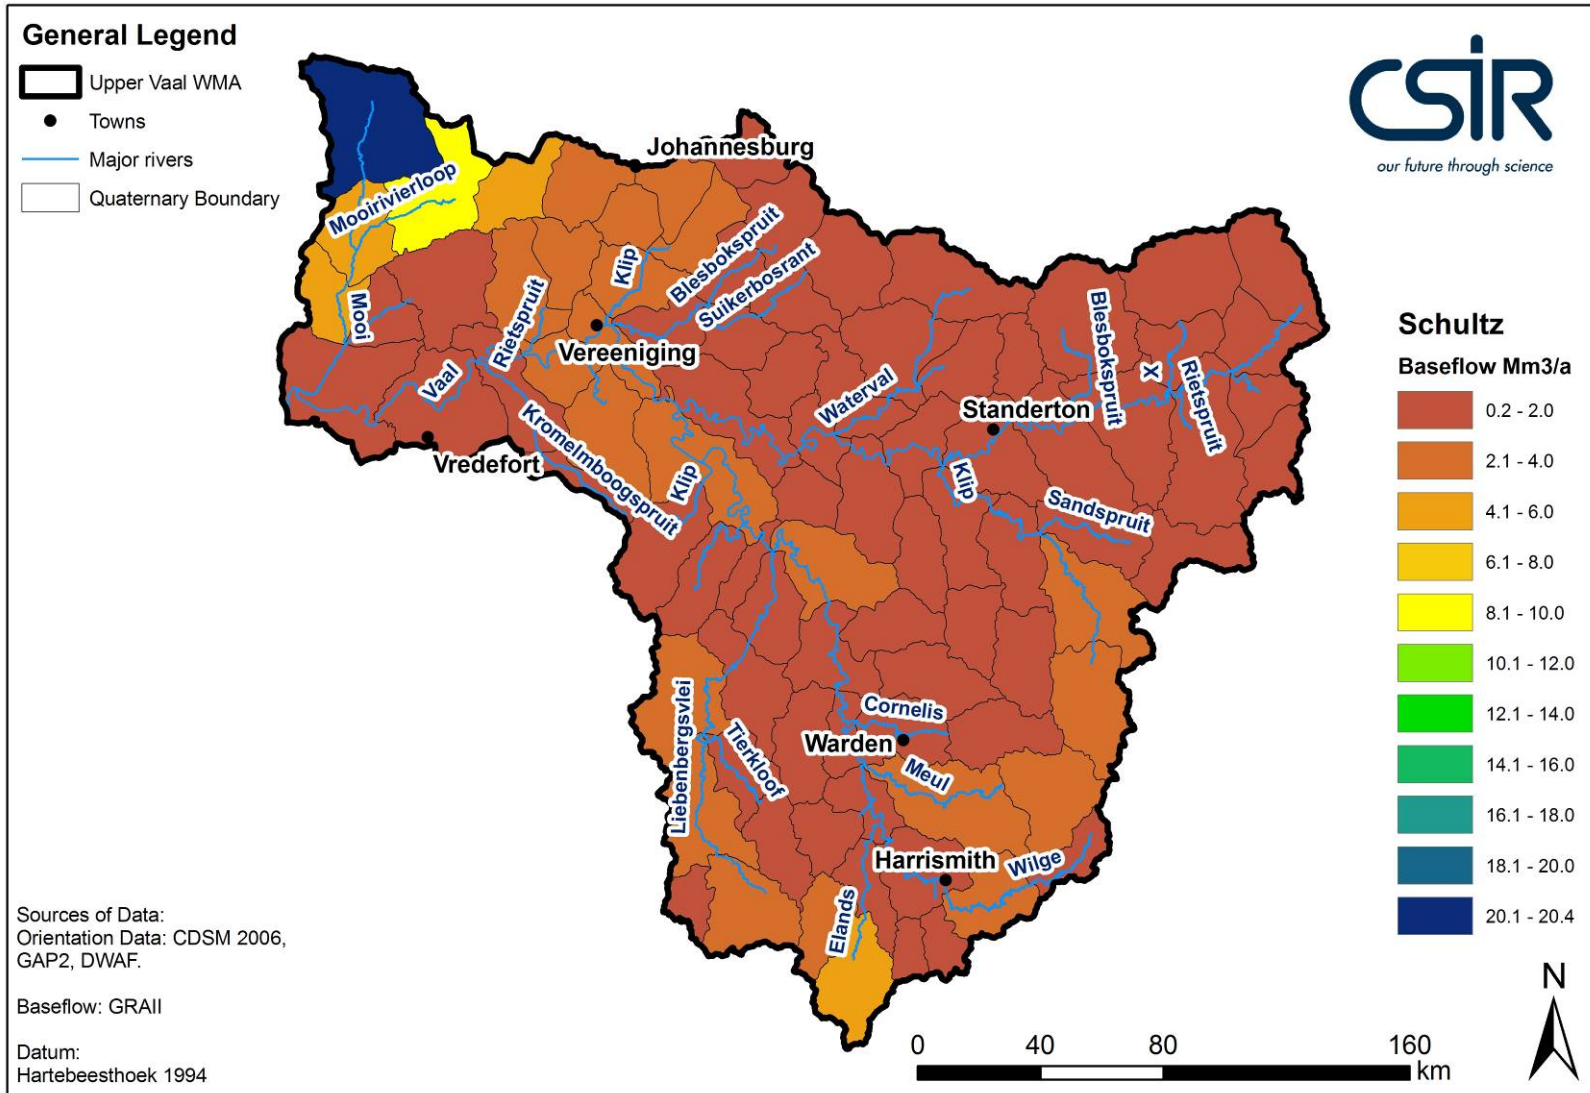 General Legend
Upper Vaal WMA
Towns
Major rivers
Quaternary Boundary
CSIR
our future through science
Johannesburg
Mooirivierloop
Klip
Blesbokspruit
Suikerbosrant
Mooi
Rietspruit
Vereeniging
Vaal
Waterval
Blesbokspruit
X
Rietspruit
Standerton
Kromelmboogspruit
Vredefort
Klip
Klip
Sandspruit
Liebenbergsvlei
Tierkloof
Cornelis
Warden
Meul
Harrismith
Wilge
Elands
Schultz
Baseflow Mm3/a
0.2 - 2.0
2.1 - 4.0
4.1 - 6.0
6.1 - 8.0
8.1 - 10.0
10.1 - 12.0
12.1 - 14.0
14.1 - 16.0
16.1 - 18.0
18.1 - 20.0
20.1 - 20.4
Sources of Data:
Orientation Data: CDSM 2006,
GAP2, DWAF.
Baseflow: GRAII
Datum:
Hartebeesthoek 1994
0 40 80 160
km
N